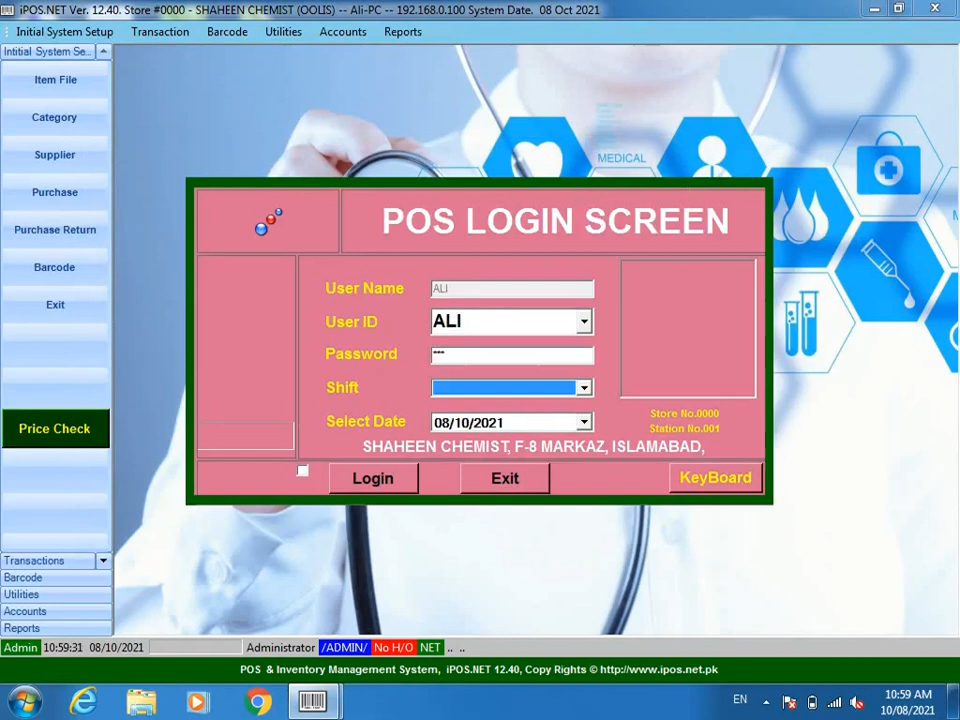 iPOS.NET Ver. 12.40. Store #0000 - SHAHEEN CHEMIST (OOLIS) -- Ali-PC -- 192.168.0.100 System Date. 08 Oct 2021
Initial System Setup Transaction Barcode Utilities Accounts Reports
Intitial System Se...
Item File
Category
Supplier
Purchase
Purchase Return
Barcode
Exit
Price Check
Transactions
Barcode
Utilities
Accounts
Reports
MEDICAL
POS LOGIN SCREEN
User Name ALI
User ID ALI
Password ***
Shift
Select Date 08/10/2021
Store No.0000
Station No.001
SHAHEEN CHEMIST, F-8 MARKAZ, ISLAMABAD,
Login Exit KeyBoard
Admin 10:59:31 08/10/2021 Administrator /ADMIN/ No H/O NET .. ..
POS & Inventory Management System, iPOS.NET 12.40, Copy Rights © http://www.ipos.net.pk
EN 10:59 AM
10/08/2021